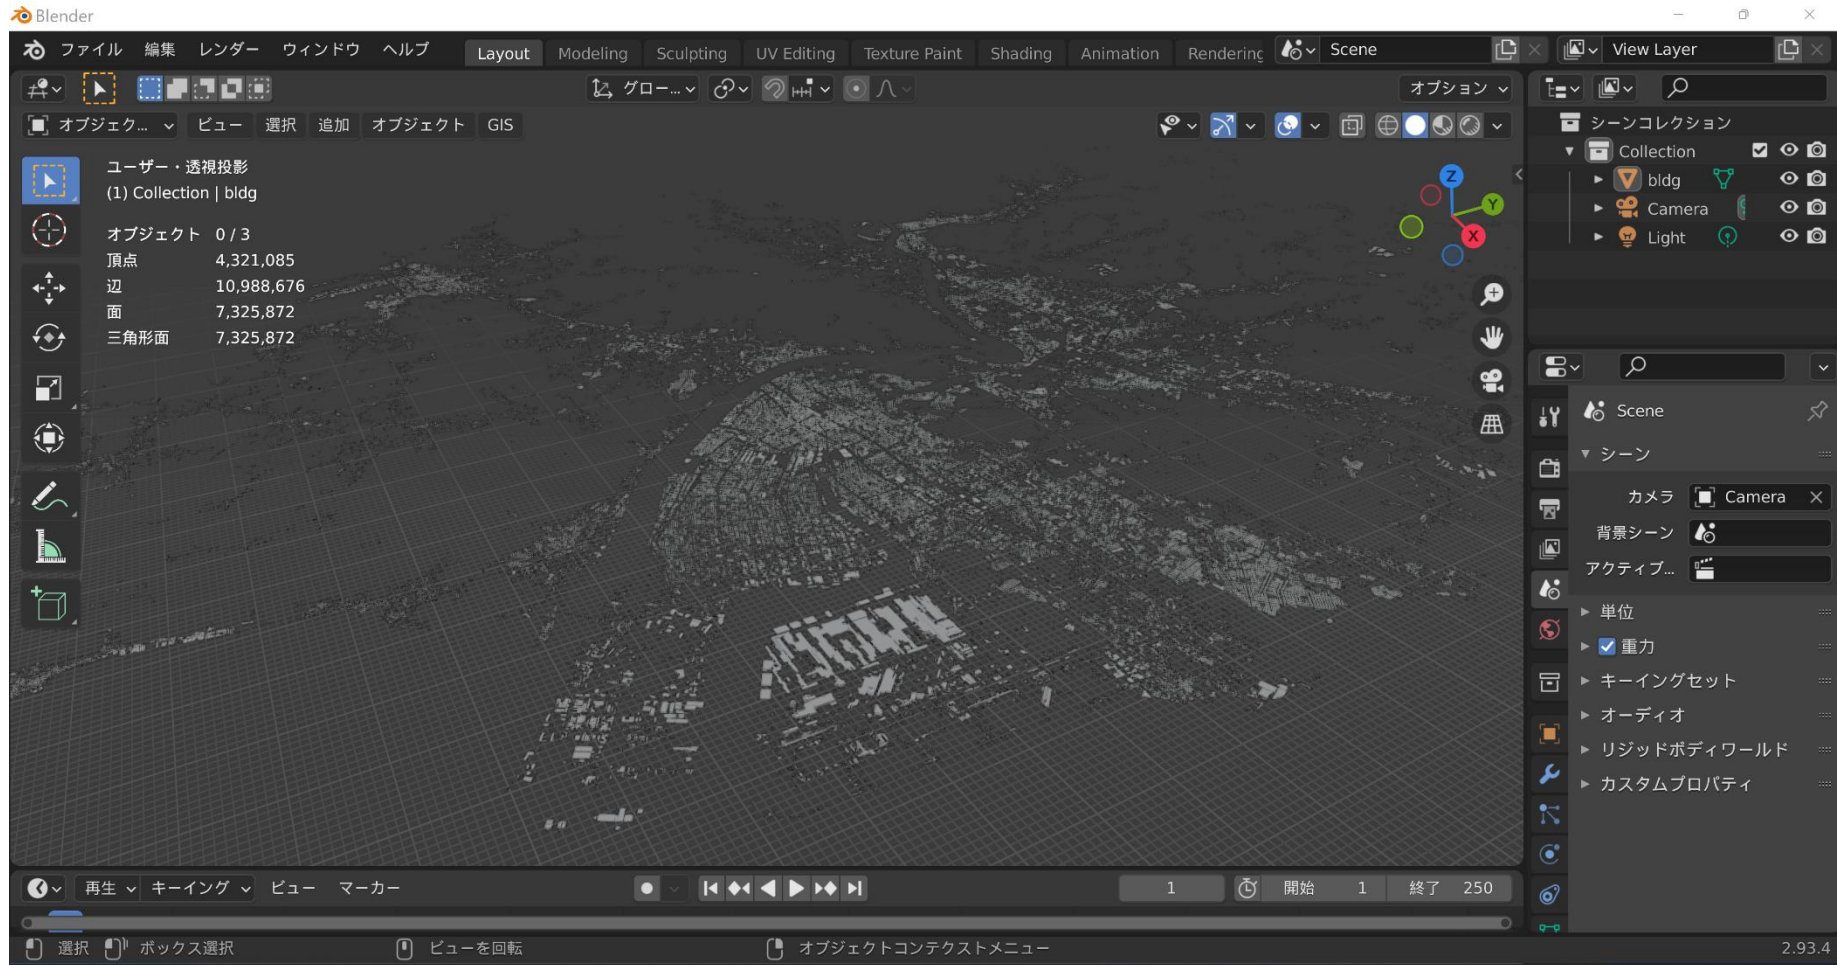 Blender
ファイル 編集 レンダー ウィンドウ ヘルプ Layout Modeling Sculpting UV Editing Texture Paint Shading Animation Rendering Scene View Layer
グロー... オプション
オブジェク... ビュー 選択 追加 オブジェクト GIS
シーンコレクション
Collection
bldg
Camera
Light
ユーザー・透視投影
(1) Collection | bldg
オブジェクト 0 / 3
頂点 4,321,085
辺 10,988,676
面 7,325,872
三角形面 7,325,872
Z
Y
X
Scene
シーン
カメラ Camera
背景シーン
アクティブ...
単位
重力
キーイングセット
オーディオ
リジッドボディワールド
カスタムプロパティ
再生 キーイング ビュー マーカー 1 開始 1 終了 250
選択 ボックス選択 ビューを回転 オブジェクトコンテクストメニュー 2.93.4